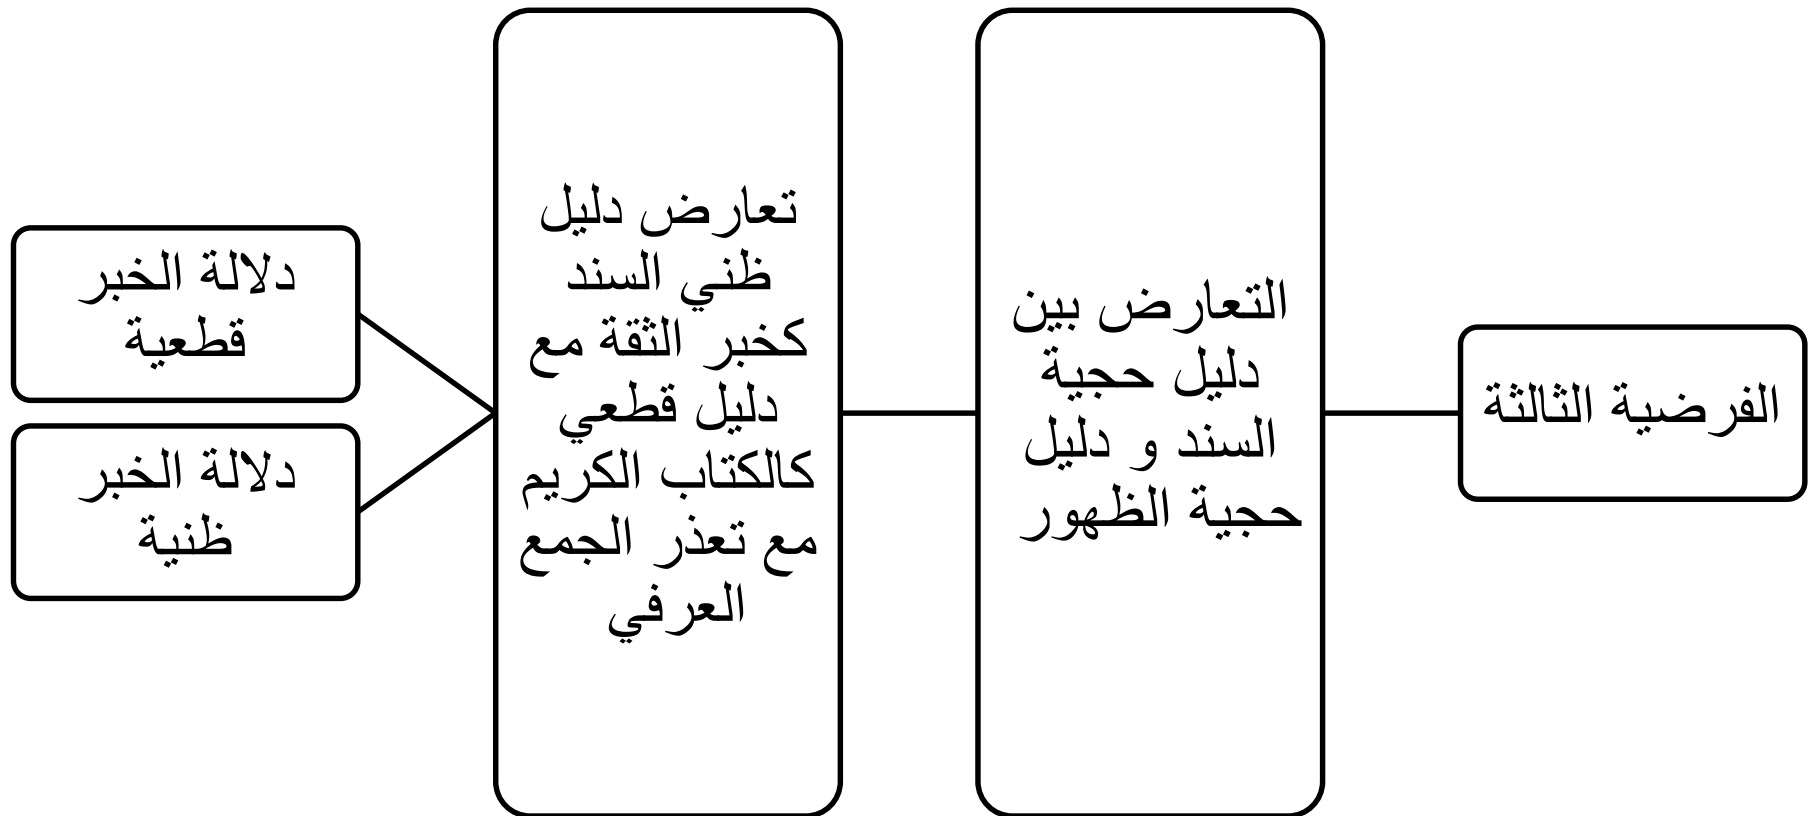 الفرضية الثالثة
التعارض بين
دليل حجية
السند و دليل
حجية الظهور
تعارض دليل
ظني السند
كخبر الثقة مع
دليل قطعي
كالكتاب الكريم
مع تعذر الجمع
العرفي
دلالة الخبر
قطعية
دلالة الخبر
ظنية